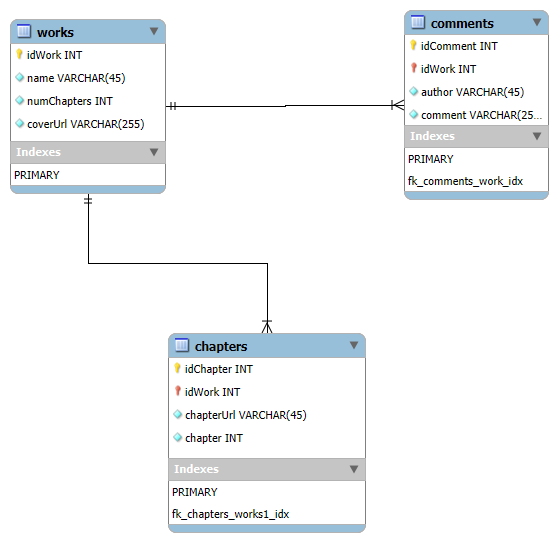 works
idWork INT
name VARCHAR(45)
numChapters INT
coverUrl VARCHAR(255)
Indexes
PRIMARY
comments
idComment INT
idWork INT
author VARCHAR(45)
comment VARCHAR(25...
Indexes
PRIMARY
fk_comments_work_idx
chapters
idChapter INT
idWork INT
chapterUrl VARCHAR(45)
chapter INT
Indexes
PRIMARY
fk_chapters_works1_idx